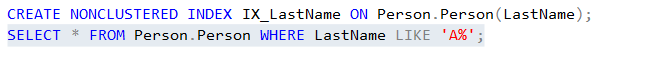 CREATE NONCLUSTERED INDEX IX_LastName ON Person.Person(LastName);
SELECT * FROM Person.Person WHERE LastName LIKE 'A%';